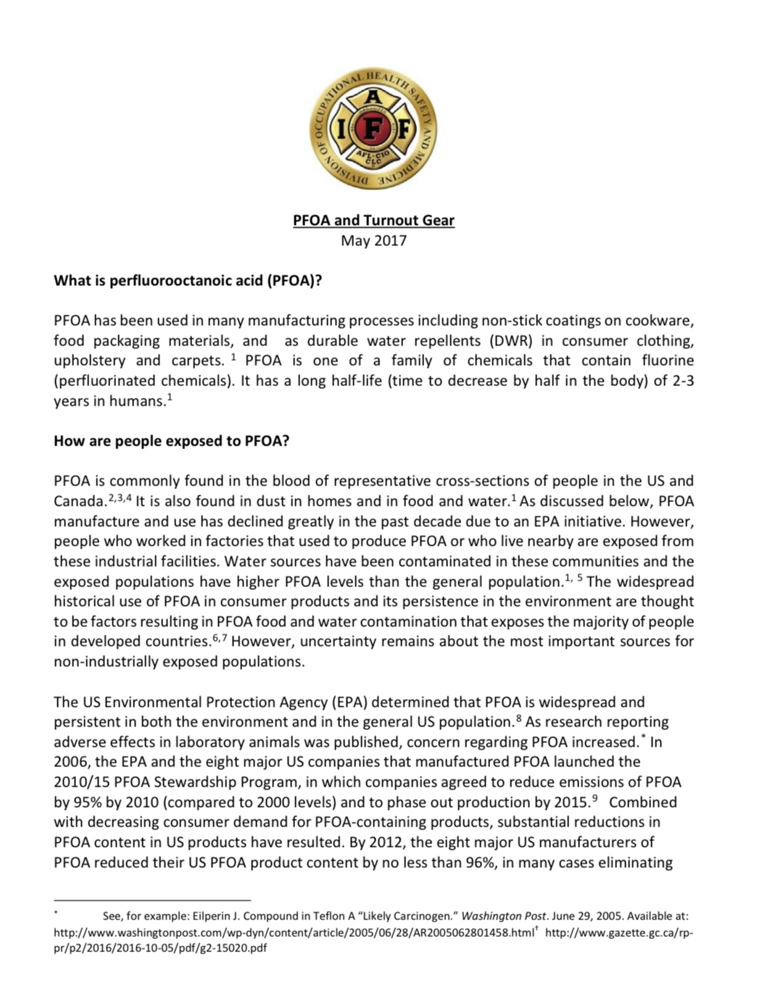 DIVISION OF OCCUPATIONAL HEALTH SAFETY AND MEDICINE
A
I F F
AFL-CIO
CLC
PFOA and Turnout Gear
May 2017
What is perfluorooctanoic acid (PFOA)?
PFOA has been used in many manufacturing processes including non-stick coatings on cookware,
food packaging materials, and as durable water repellents (DWR) in consumer clothing,
upholstery and carpets. 1 PFOA is one of a family of chemicals that contain fluorine
(perfluorinated chemicals). It has a long half-life (time to decrease by half in the body) of 2-3
years in humans.1
How are people exposed to PFOA?
PFOA is commonly found in the blood of representative cross-sections of people in the US and
Canada.2,3,4 It is also found in dust in homes and in food and water.1 As discussed below, PFOA
manufacture and use has declined greatly in the past decade due to an EPA initiative. However,
people who worked in factories that used to produce PFOA or who live nearby are exposed from
these industrial facilities. Water sources have been contaminated in these communities and the
exposed populations have higher PFOA levels than the general population.1, 5 The widespread
historical use of PFOA in consumer products and its persistence in the environment are thought
to be factors resulting in PFOA food and water contamination that exposes the majority of people
in developed countries.6,7 However, uncertainty remains about the most important sources for
non-industrially exposed populations.
The US Environmental Protection Agency (EPA) determined that PFOA is widespread and
persistent in both the environment and in the general US population.8 As research reporting
adverse effects in laboratory animals was published, concern regarding PFOA increased.* In
2006, the EPA and the eight major US companies that manufactured PFOA launched the
2010/15 PFOA Stewardship Program, in which companies agreed to reduce emissions of PFOA
by 95% by 2010 (compared to 2000 levels) and to phase out production by 2015.9 Combined
with decreasing consumer demand for PFOA-containing products, substantial reductions in
PFOA content in US products have resulted. By 2012, the eight major US manufacturers of
PFOA reduced their US PFOA product content by no less than 96%, in many cases eliminating
* See, for example: Eilperin J. Compound in Teflon A “Likely Carcinogen.” Washington Post. June 29, 2005. Available at:
http://www.washingtonpost.com/wp-dyn/content/article/2005/06/28/AR2005062801458.html† http://www.gazette.gc.ca/rp-
pr/p2/2016/2016-10-05/pdf/g2-15020.pdf